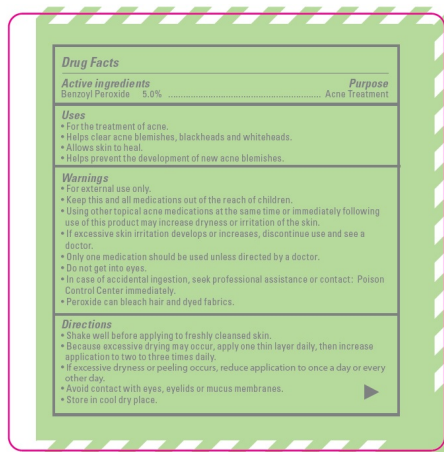 Drug Facts
Active ingredients Purpose
Benzoyl Peroxide 5.0% ........................................................ Acne Treatment
Uses
• For the treatment of acne.
• Helps clear acne blemishes, blackheads and whiteheads.
• Allows skin to heal.
• Helps prevent the development of new acne blemishes.
Warnings
• For external use only.
• Keep this and all medications out of the reach of children.
• Using other topical acne medications at the same time or immediately following
use of this product may increase dryness or irritation of the skin.
• If excessive skin irritation develops or increases, discontinue use and see a
doctor.
• Only one medication should be used unless directed by a doctor.
• Do not get into eyes.
• In case of accidental ingestion, seek professional assistance or contact: Poison
Control Center immediately.
• Peroxide can bleach hair and dyed fabrics.
Directions
• Shake well before applying to freshly cleansed skin.
• Because excessive drying may occur, apply one thin layer daily, then increase
application to two to three times daily.
• If excessive dryness or peeling occurs, reduce application to once a day or every
other day.
• Avoid contact with eyes, eyelids or mucus membranes.
• Store in cool dry place.